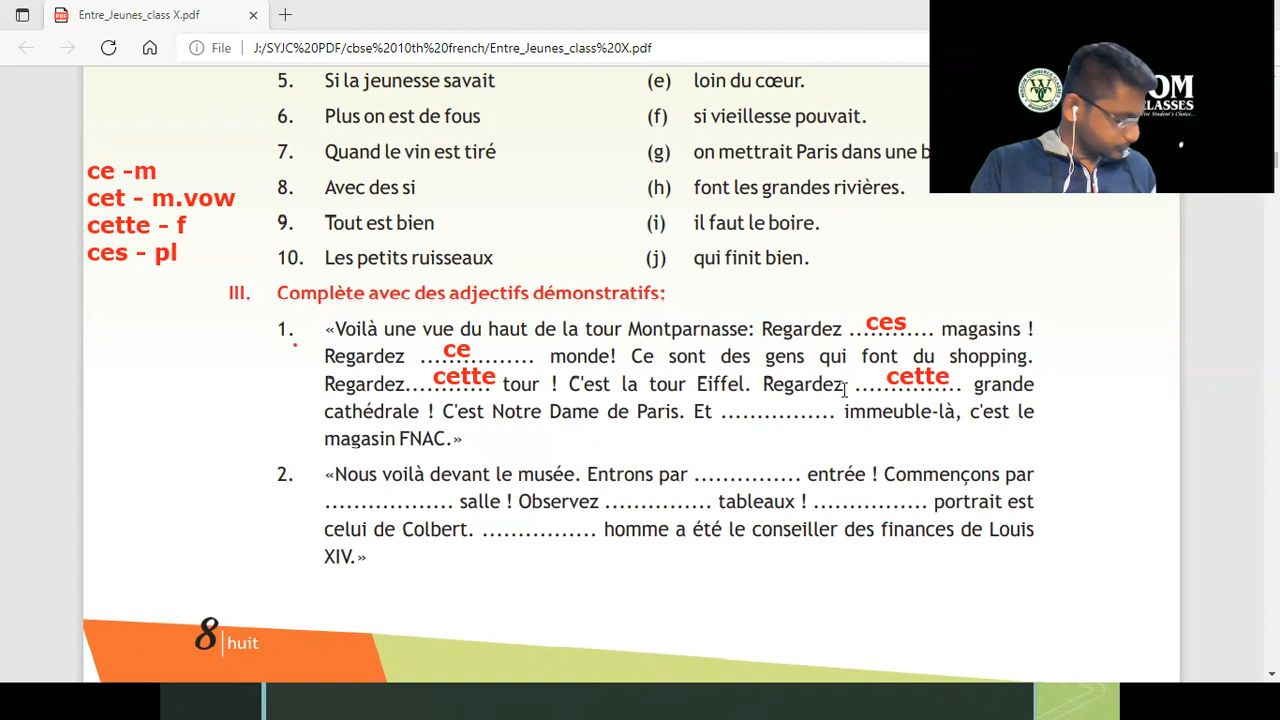 Entre_Jeunes_class X.pdf
File J:/SYJC%20PDF/cbse%2010th%20french/Entre_Jeunes_class%20X.pdf
OM
CLASSES
5. Si la jeunesse savait (e) loin du cœur.
6. Plus on est de fous (f) si vieillesse pouvait.
7. Quand le vin est tiré (g) on mettrait Paris dans une b
8. Avec des si (h) font les grandes rivières.
9. Tout est bien (i) il faut le boire.
10. Les petits ruisseaux (j) qui finit bien.
ce -m
cet - m.vow
cette - f
ces - pl
III. Complète avec des adjectifs démonstratifs:
1. «Voilà une vue du haut de la tour Montparnasse: Regardez ces magasins !
Regardez ce monde! Ce sont des gens qui font du shopping.
Regardez cette tour ! C'est la tour Eiffel. Regardez cette grande
cathédrale ! C'est Notre Dame de Paris. Et ................ immeuble-là, c'est le
magasin FNAC.»
2. «Nous voilà devant le musée. Entrons par ............... entrée ! Commençons par
.................. salle ! Observez ............... tableaux ! ................ portrait est
celui de Colbert. ................ homme a été le conseiller des finances de Louis
XIV.»
8 huit